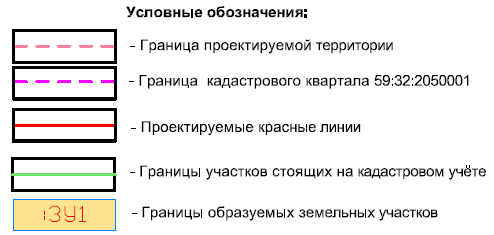 Условные обозначения:
- Граница проектируемой территории
- Граница кадастрового квартала 59:32:2050001
- Проектируемые красные линии
- Границы участков стоящих на кадастровом учёте
:ЗУ1 - Границы образуемых земельных участков